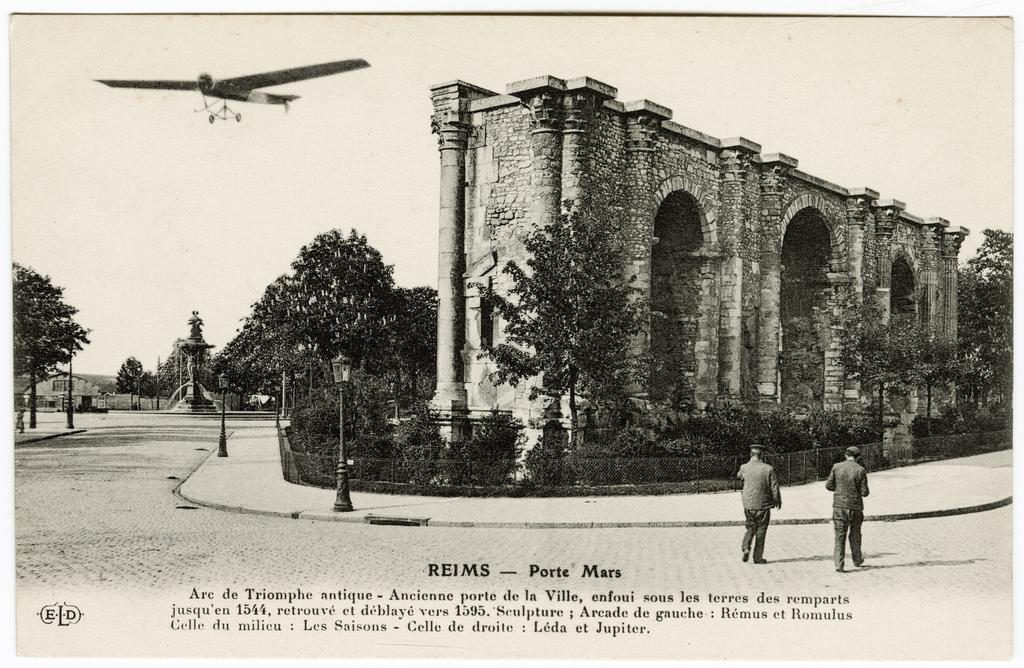 REIMS — Porte Mars
Arc de Triomphe antique - Ancienne porte de la Ville, enfoui sous les terres des remparts
jusqu'en 1544, retrouvé et déblayé vers 1595. Sculpture ; Arcade de gauche : Rémus et Romulus
Celle du milieu : Les Saisons - Celle de droite : Léda et Jupiter.
ELD